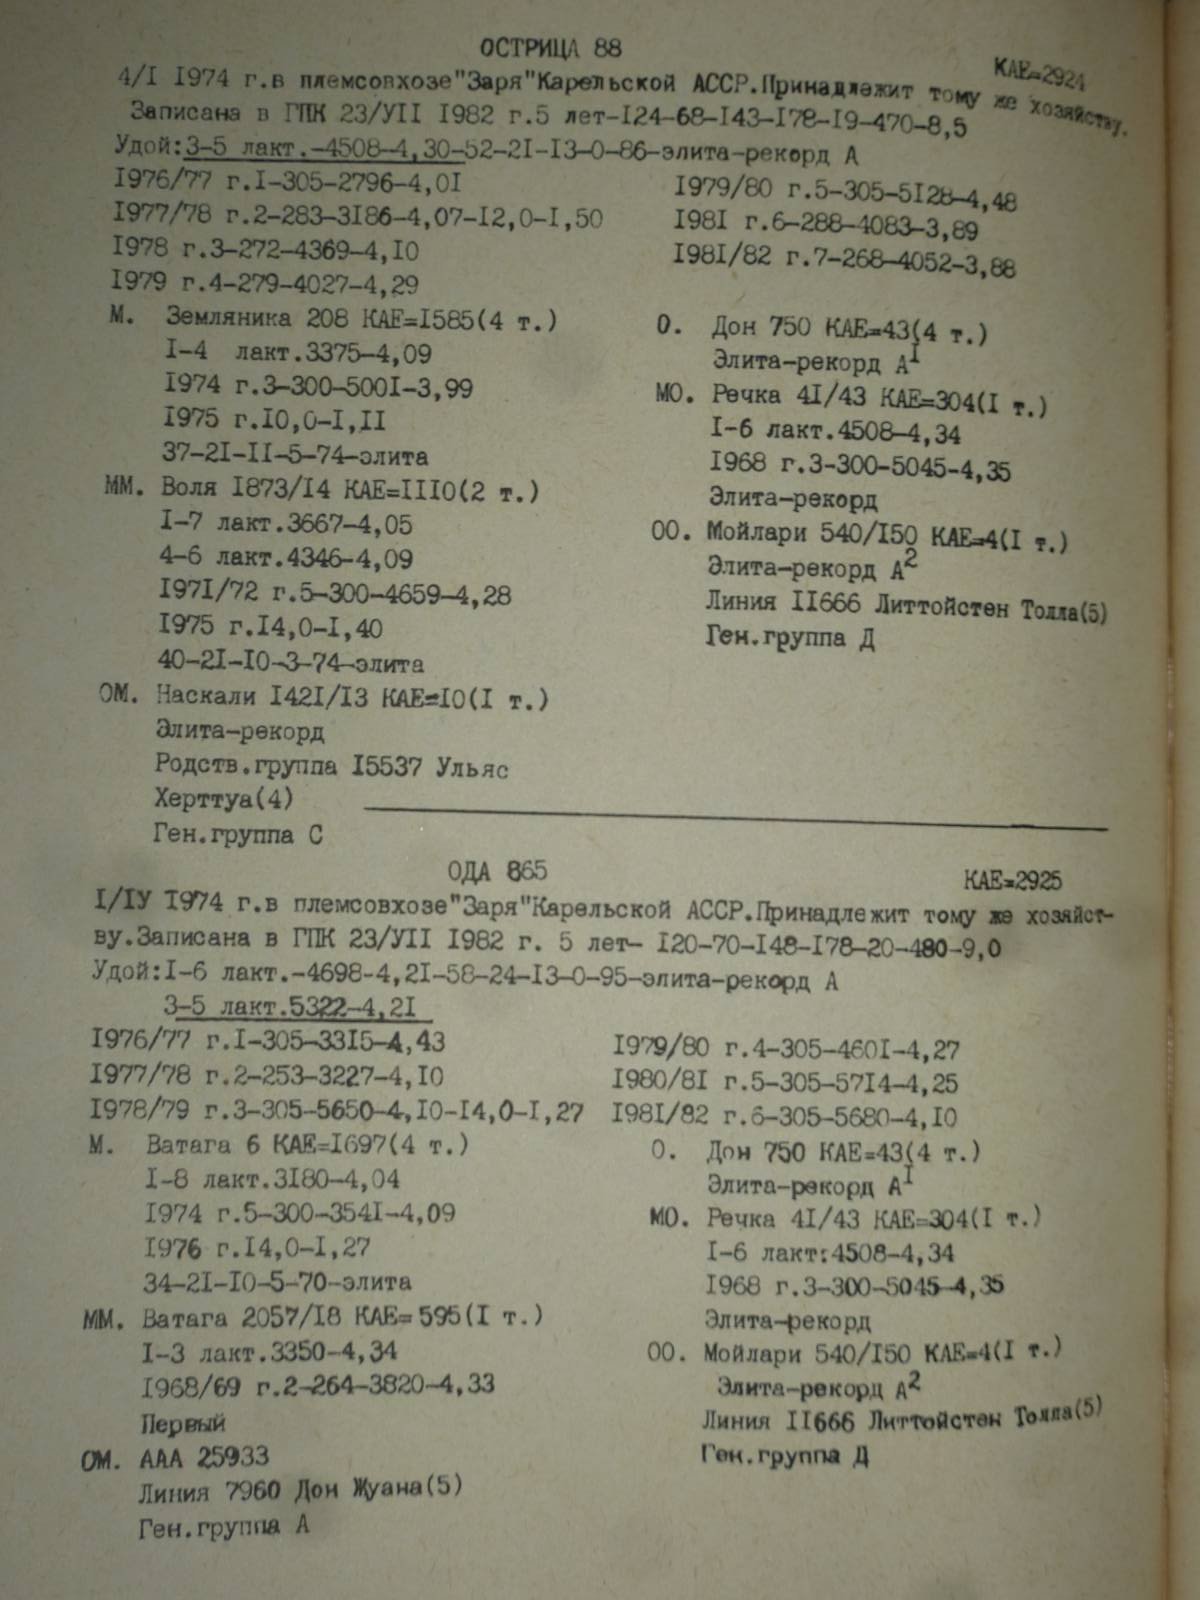 ОСТРИЦА 88
КАЕ=2924
4/I I974 г.в племсовхозе"Заря"Карельской АССР.Принадлежит тому же хозяйству.
Записана в ГПК 23/УII I982 г.5 лет-I24-68-I43-I78-I9-470-8,5
Удой:3-5 лакт.-4508-4,30-52-2I-I3-0-86-элита-рекорд А
I976/77 г.I-305-2796-4,0I
I977/78 г.2-283-3I86-4,07-I2,0-I,50
I978 г.3-272-4369-4,I0
I979 г.4-279-4027-4,29
I979/80 г.5-305-5I28-4,48
I98I г.6-288-4083-3,89
I98I/82 г.7-268-4052-3,88
М. Земляника 208 КАЕ=I585(4 т.)
I-4 лакт.3375-4,09
I974 г.3-300-500I-3,99
I975 г.I0,0-I,II
37-2I-II-5-74-элита
ММ. Воля I873/I4 КАЕ=III0(2 т.)
I-7 лакт.3667-4,05
4-6 лакт.4346-4,09
I97I/72 г.5-300-4659-4,28
I975 г.I4,0-I,40
40-2I-I0-3-74-элита
ОМ. Наскали I42I/I3 КАЕ=I0(I т.)
Элита-рекорд
Родств.группа I5537 Ульяс
Херттуа(4)
Ген.группа С
О. Дон 750 КАЕ=43(4 т.)
Элита-рекорд А¹
МО. Речка 4I/43 КАЕ=304(I т.)
I-6 лакт.4508-4,34
I968 г.3-300-5045-4,35
Элита-рекорд
ОО. Мойлари 540/I50 КАЕ=4(I т.)
Элита-рекорд А²
Линия II666 Литтойстен Толла(5)
Ген.группа Д
ОДА 865
КАЕ=2925
I/IУ I974 г.в племсовхозе"Заря"Карельской АССР.Принадлежит тому же хозяйст-
ву.Записана в ГПК 23/УII I982 г. 5 лет- I20-70-I48-I78-20-480-9,0
Удой:I-6 лакт.-4698-4,2I-58-24-I3-0-95-элита-рекорд А
3-5 лакт.5322-4,2I
I976/77 г.I-305-33I5-4,43
I977/78 г.2-253-3227-4,I0
I978/79 г.3-305-5650-4,I0-I4,0-I,27
I979/80 г.4-305-460I-4,27
I980/8I г.5-305-57I4-4,25
I98I/82 г.6-305-5680-4,I0
М. Ватага 6 КАЕ=I697(4 т.)
I-8 лакт.3I80-4,04
I974 г.5-300-354I-4,09
I976 г.I4,0-I,27
34-2I-I0-5-70-элита
ММ. Ватага 2057/I8 КАЕ=595(I т.)
I-3 лакт.3350-4,34
I968/69 г.2-264-3820-4,33
Первый
ОМ. ААА 25933
Линия 7960 Дон Жуана(5)
Ген.группа А
О. Дон 750 КАЕ=43(4 т.)
Элита-рекорд А¹
МО. Речка 4I/43 КАЕ=304(I т.)
I-6 лакт:4508-4,34
I968 г.3-300-5045-4,35
Элита-рекорд
ОО. Мойлари 540/I50 КАЕ=4(I т.)
Элита-рекорд А²
Линия II666 Литтойстен Толла(5)
Ген.группа Д